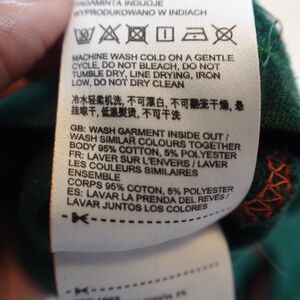 PAGAMINTA INDIJOJE
WYPRODUKOWANO W INDIACH
MACHINE WASH COLD ON A GENTLE
CYCLE, DO NOT BLEACH, DO NOT
TUMBLE DRY, LINE DRYING, IRON
LOW, DO NOT DRY CLEAN
冷水轻柔机洗，不可漂白，不可翻笼干燥，悬
挂晾干，低温熨烫，不可干洗
GB: WASH GARMENT INSIDE OUT /
WASH SIMILAR COLOURS TOGETHER
BODY 95% COTTON, 5% POLYESTER
FR: LAVER SUR L'ENVERS / LAVER
LES COULEURS SIMILAIRES
ENSEMBLE
CORPS 95% COTON, 5% POLYESTER
ES: LAVAR LA PRENDA DEL REVÉS /
LAVAR JUNTOS LOS COLORES